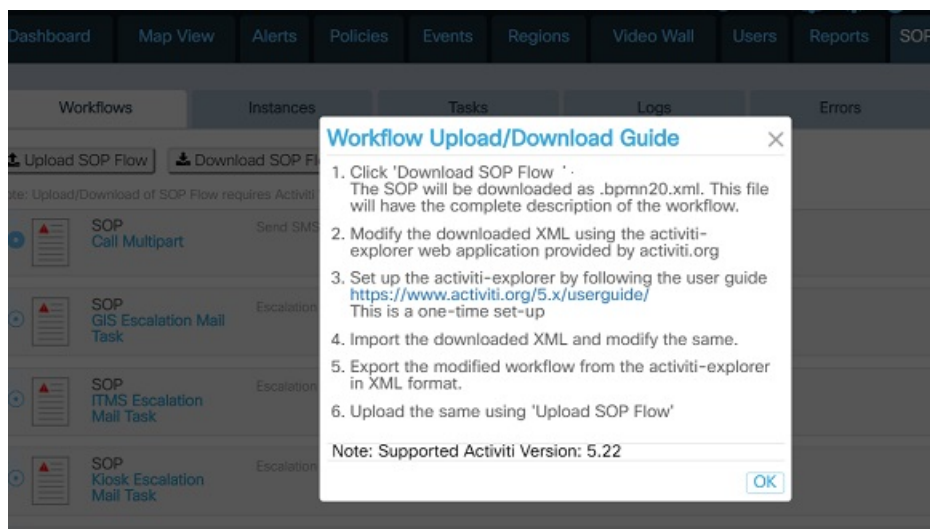 Dashboard Map View Alerts Policies Events Regions Video Wall Users Reports SOP
Workflows Instances Tasks Logs Errors
Upload SOP Flow Download SOP Fl
Note: Upload/Download of SOP Flow requires Activiti
SOP
Call Multipart
Send SMS
SOP
GIS Escalation Mail
Task
Escalation
SOP
ITMS Escalation
Mail Task
Escalation
SOP
Kiosk Escalation
Mail Task
Escalation
Workflow Upload/Download Guide
1. Click 'Download SOP Flow '.
The SOP will be downloaded as .bpmn20.xml. This file
will have the complete description of the workflow.
2. Modify the downloaded XML using the activiti-
explorer web application provided by activiti.org
3. Set up the activiti-explorer by following the user guide
https://www.activiti.org/5.x/userguide/
This is a one-time set-up
4. Import the downloaded XML and modify the same.
5. Export the modified workflow from the activiti-explorer
in XML format.
6. Upload the same using 'Upload SOP Flow'
Note: Supported Activiti Version: 5.22
OK